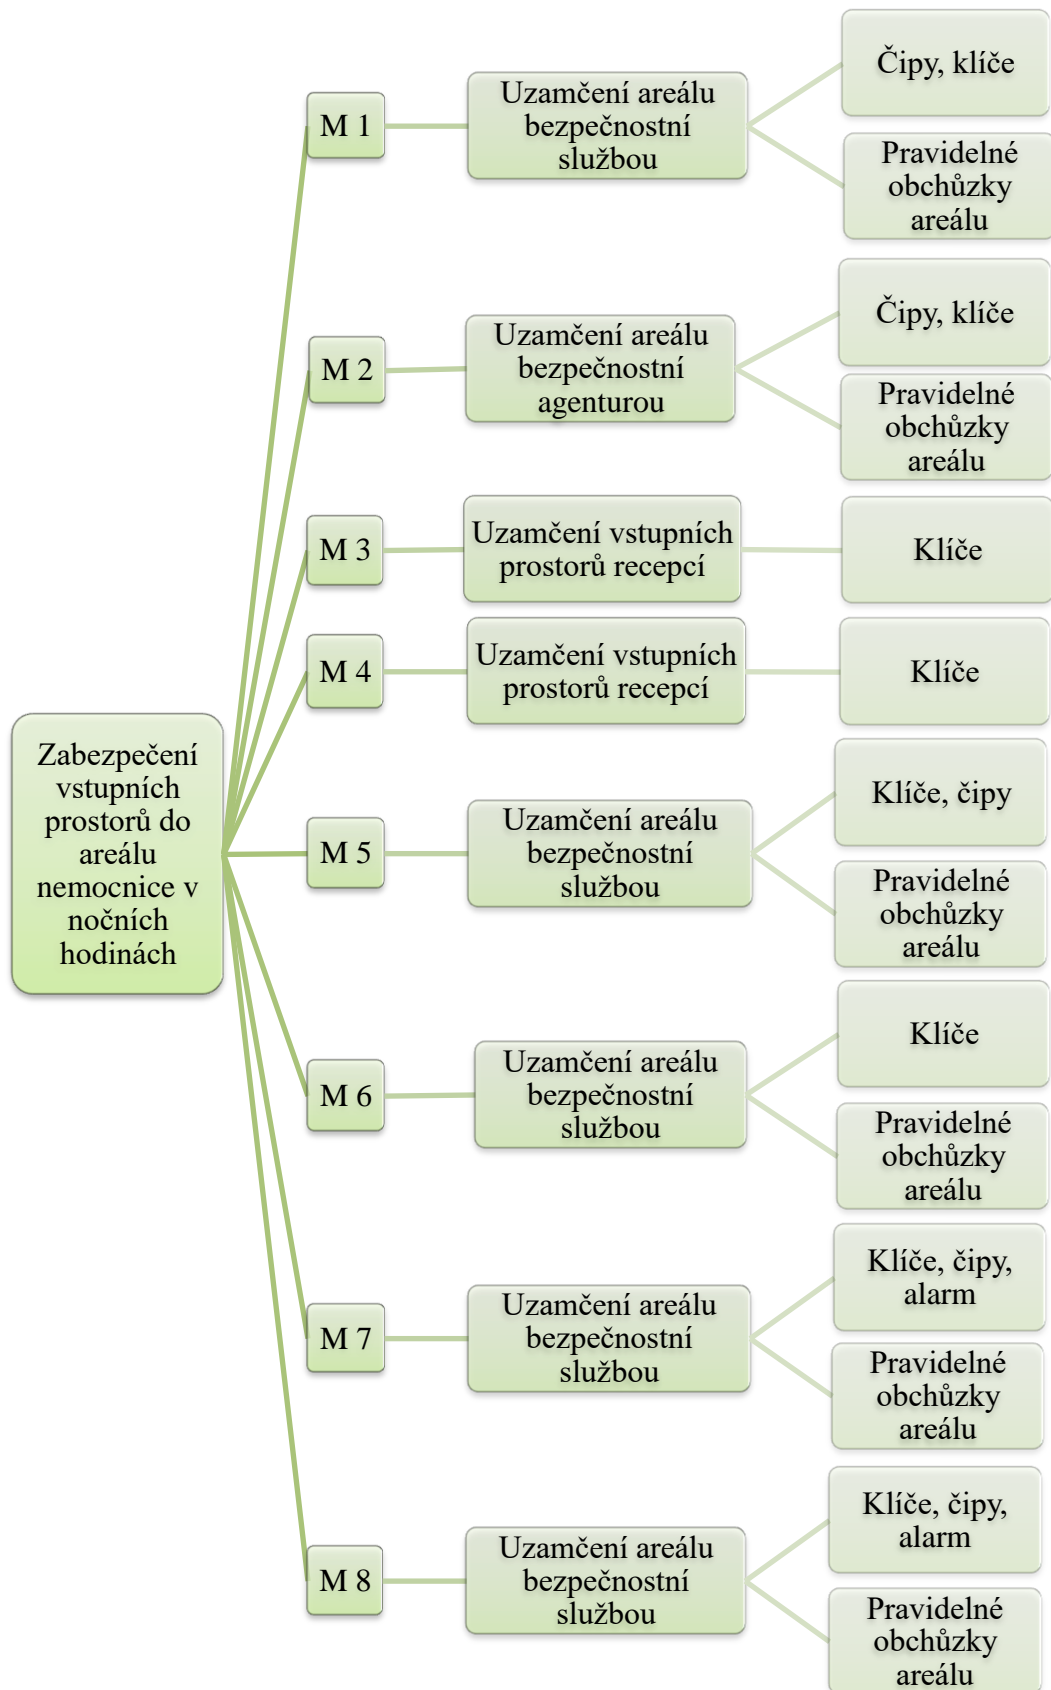 Zabezpečení
vstupních
prostorů do
areálu
nemocnice v
nočních
hodinách
M 1
Uzamčení areálu
bezpečnostní
službou
Čipy, klíče
Pravidelné
obchůzky
areálu
M 2
Uzamčení areálu
bezpečnostní
agenturou
Čipy, klíče
Pravidelné
obchůzky
areálu
M 3
Uzamčení vstupních
prostorů recepcí
Klíče
M 4
Uzamčení vstupních
prostorů recepcí
Klíče
M 5
Uzamčení areálu
bezpečnostní
službou
Klíče, čipy
Pravidelné
obchůzky
areálu
M 6
Uzamčení areálu
bezpečnostní
službou
Klíče
Pravidelné
obchůzky
areálu
M 7
Uzamčení areálu
bezpečnostní
službou
Klíče, čipy,
alarm
Pravidelné
obchůzky
areálu
M 8
Uzamčení areálu
bezpečnostní
službou
Klíče, čipy,
alarm
Pravidelné
obchůzky
areálu